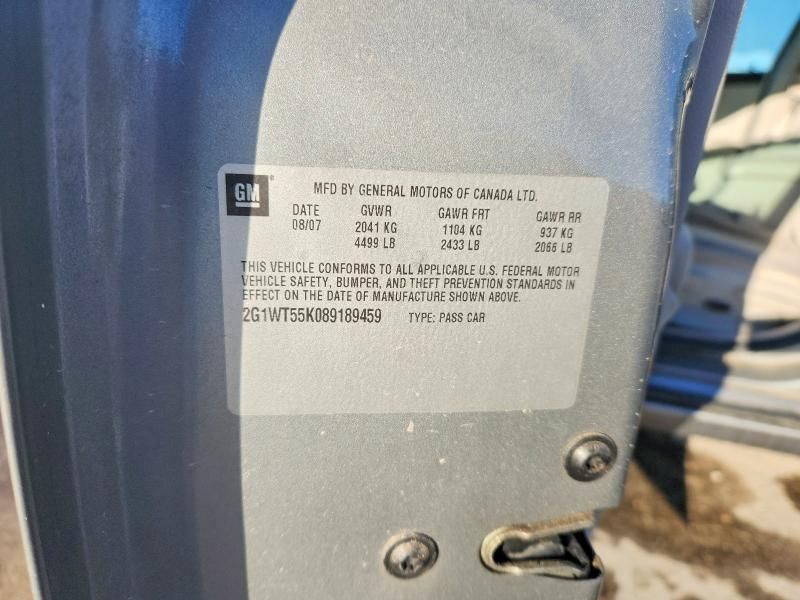 GM ® MFD BY GENERAL MOTORS OF CANADA LTD.
DATE GVWR GAWR FRT GAWR RR
08/07 2041 KG 1104 KG 937 KG
4499 LB 2433 LB 2066 LB
THIS VEHICLE CONFORMS TO ALL APPLICABLE U.S. FEDERAL MOTOR
VEHICLE SAFETY, BUMPER, AND THEFT PREVENTION STANDARDS IN
EFFECT ON THE DATE OF MANUFACTURE SHOWN ABOVE.
2G1WT55K089189459 TYPE: PASS CAR